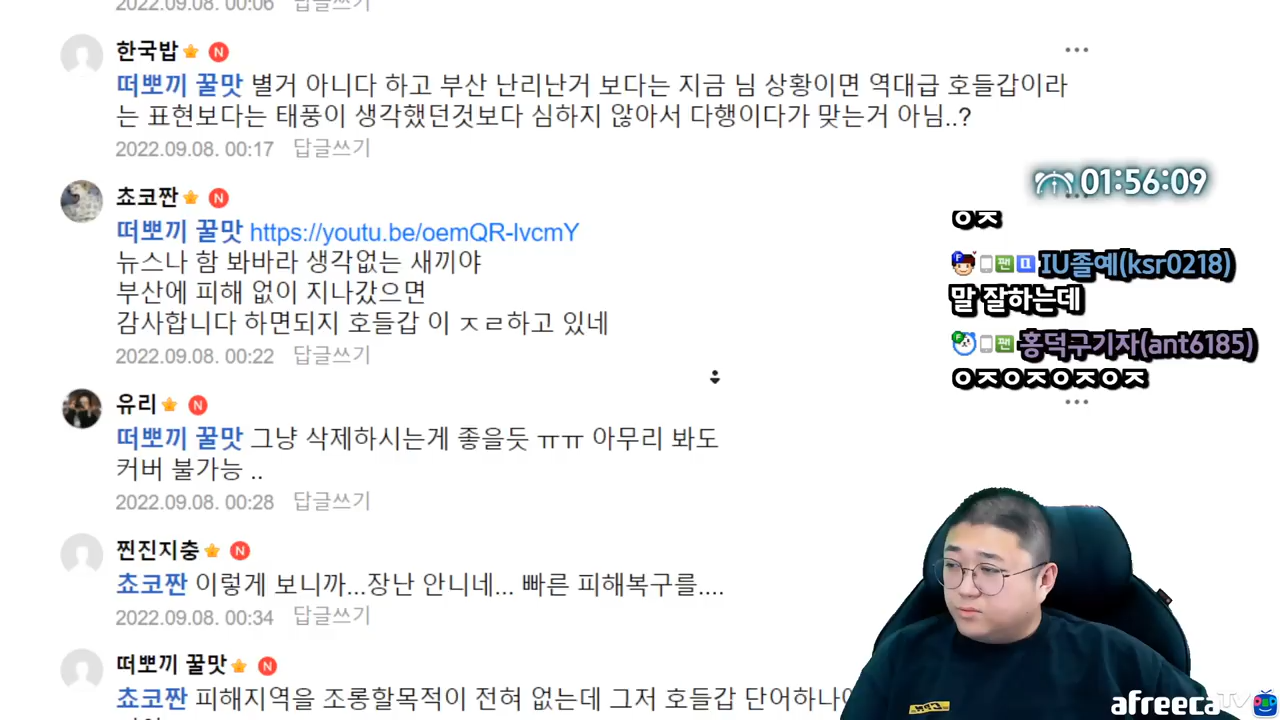 2022.09.08. 00:06 답글쓰기
한국밥 N
떠뽀끼 꿀맛 별거 아니다 하고 부산 난리난거 보다는 지금 님 상황이면 역대급 호들갑이라
는 표현보다는 태풍이 생각했던것보다 심하지 않아서 다행이다가 맞는거 아님..?
2022.09.08. 00:17 답글쓰기
쵸코짠 N
떠뽀끼 꿀맛 https://youtu.be/oemQR-lvcmY
뉴스나 함 봐바라 생각없는 새끼야
부산에 피해 없이 지나갔으면
감사합니다 하면되지 호들갑 이 ㅈㄹ하고 있네
2022.09.08. 00:22 답글쓰기
유리 N
떠뽀끼 꿀맛 그냥 삭제하시는게 좋을듯 ㅠㅠ 아무리 봐도
커버 불가능 ..
2022.09.08. 00:28 답글쓰기
찐진지충 N
쵸코짠 이렇게 보니까...장난 안니네... 빠른 피해복구를....
2022.09.08. 00:34 답글쓰기
떠뽀끼 꿀맛 N
쵸코짠 피해지역을 조롱할목적이 전혀 없는데 그저 호들갑 단어하나
01:56:09
ㅇㅈ
F 팬 IU졸예(ksr0218)
말 잘하는데
F 팬 홍덕구기자(ant6185)
ㅇㅈㅇㅈㅇㅈㅇㅈ
afreecaTV